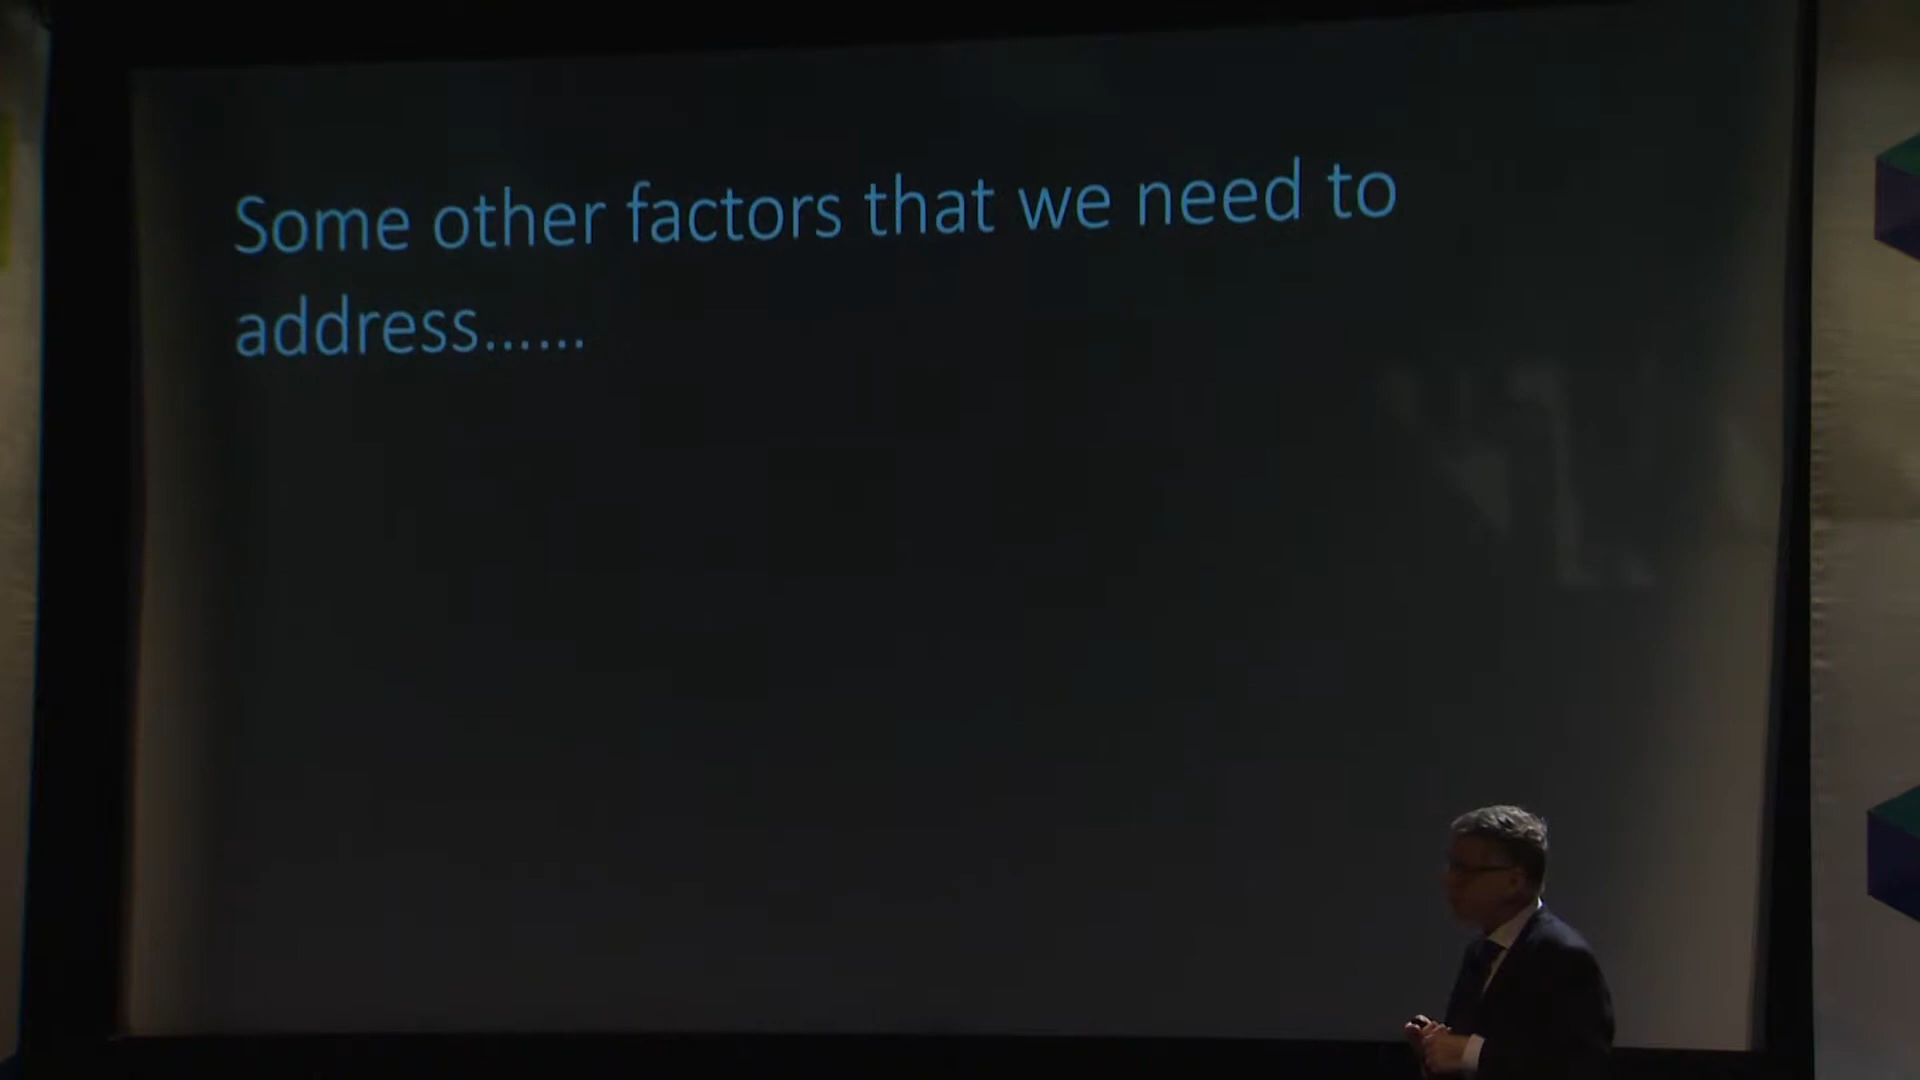 Some other factors that we need to
address......